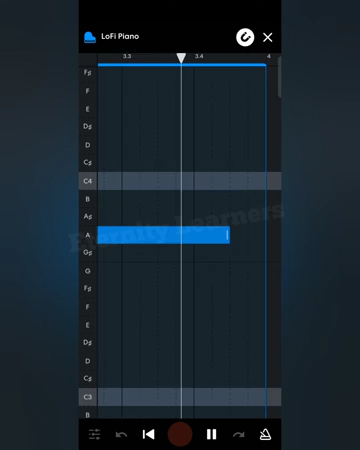 LoFi Piano
3.3 3.4 4
F♯
F
E
D♯
D
C♯
C4
B
A♯
A
G♯
G
F♯
F
E
D♯
D
C♯
C3
B
Eternity Learners